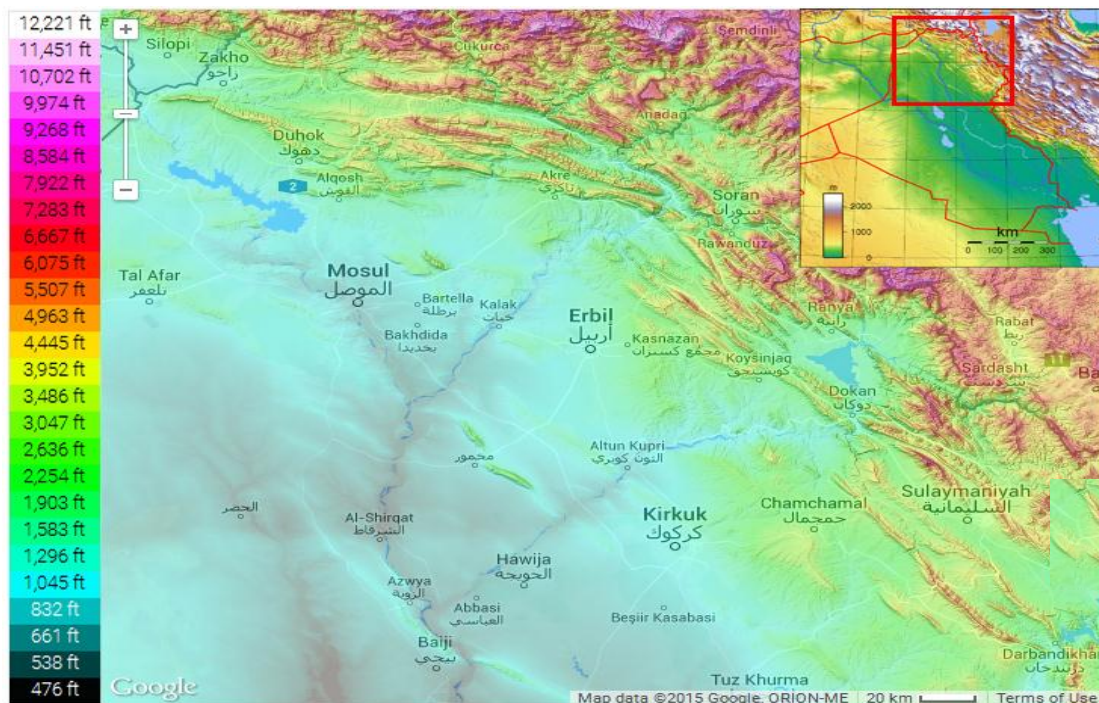 12,221 ft
11,451 ft
10,702 ft
9,974 ft
9,268 ft
8,584 ft
7,922 ft
7,283 ft
6,667 ft
6,075 ft
5,507 ft
4,963 ft
4,445 ft
3,952 ft
3,486 ft
3,047 ft
2,636 ft
2,254 ft
1,903 ft
1,583 ft
1,296 ft
1,045 ft
832 ft
661 ft
538 ft
476 ft
Silopi
Zakho
زاخو
Çukurca
Şemdinli
m
2000
1000
0
km
0 100 200 300
Duhok
دهوك
Alqosh
القوش
2
Akre
ئاكرێ
Soran
سۆران
Rawanduz
Tal Afar
تلعفر
Mosul
الموصل
Bartella
برطلة
Bakhdida
بخديدا
Kalak
خبات
Erbil
أربيل
Kasnazan
مجمع كسنزان
Koysinjaq
كويسنجق
Ranya
رانية
Rabat
ربط
Sardasht
سردشت
11
Ba
Dokan
دوكان
Altun Kupri
التون كوبري
مخمور
الحضر
Al-Shirqat
الشرقاط
Kirkuk
كركوك
Chamchamal
جمجمال
Sulaymaniyah
السليمانية
Hawija
الحويجة
Azwya
الزوية
Abbasi
العباسي
Beşiir Kasabasi
Baiji
بيجي
Darbandikhan
دربندخان
Tuz Khurma
Google
Map data ©2015 Google, ORION-ME
20 km
Terms of Use